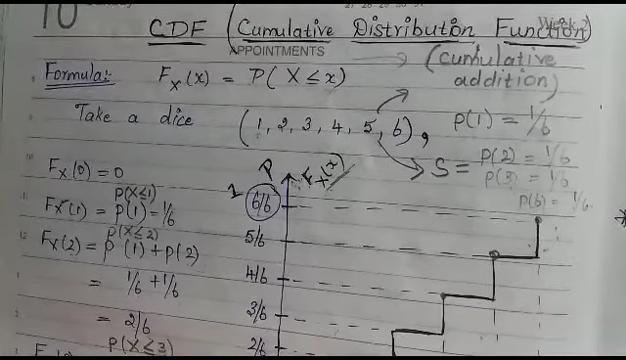 10
CDF (Cumulative Distribution Function)
APPOINTMENTS
(cumulative addition)
Formula:- Fx(x) = P(X ≤ x)
Take a dice (1, 2, 3, 4, 5, 6), P(1) = 1/6
S = P(2) = 1/6
P(3) = 1/6
P(6) = 1/6
Fx(0) = 0
P(X≤1)
Fx(1) = P(1) = 1/6
P(X≤2)
Fx(2) = P(1) + P(2)
= 1/6 + 1/6
= 2/6
P(X≤3)
P Fx(x)
1 6/6
5/6
4/6
3/6
2/6